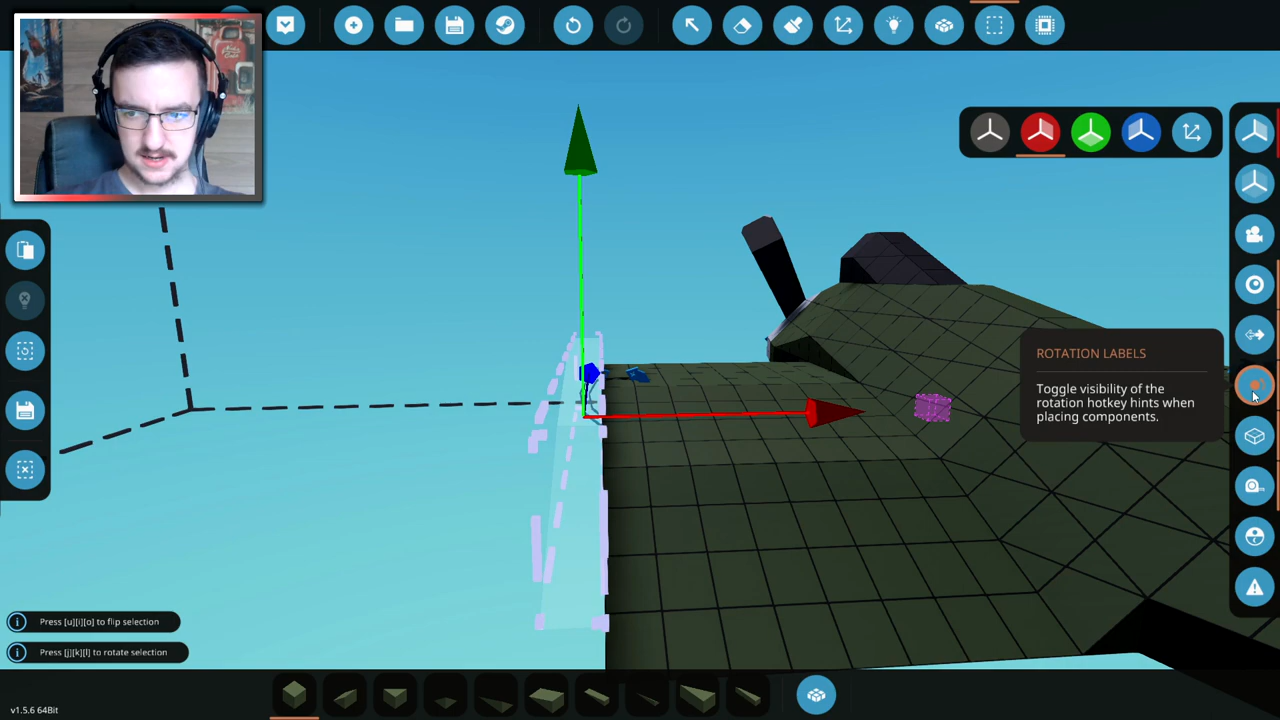 ROTATION LABELS
Toggle visibility of the
rotation hotkey hints when
placing components.
Press [u][i][o] to flip selection
Press [j][k][l] to rotate selection
v1.5.6 64Bit